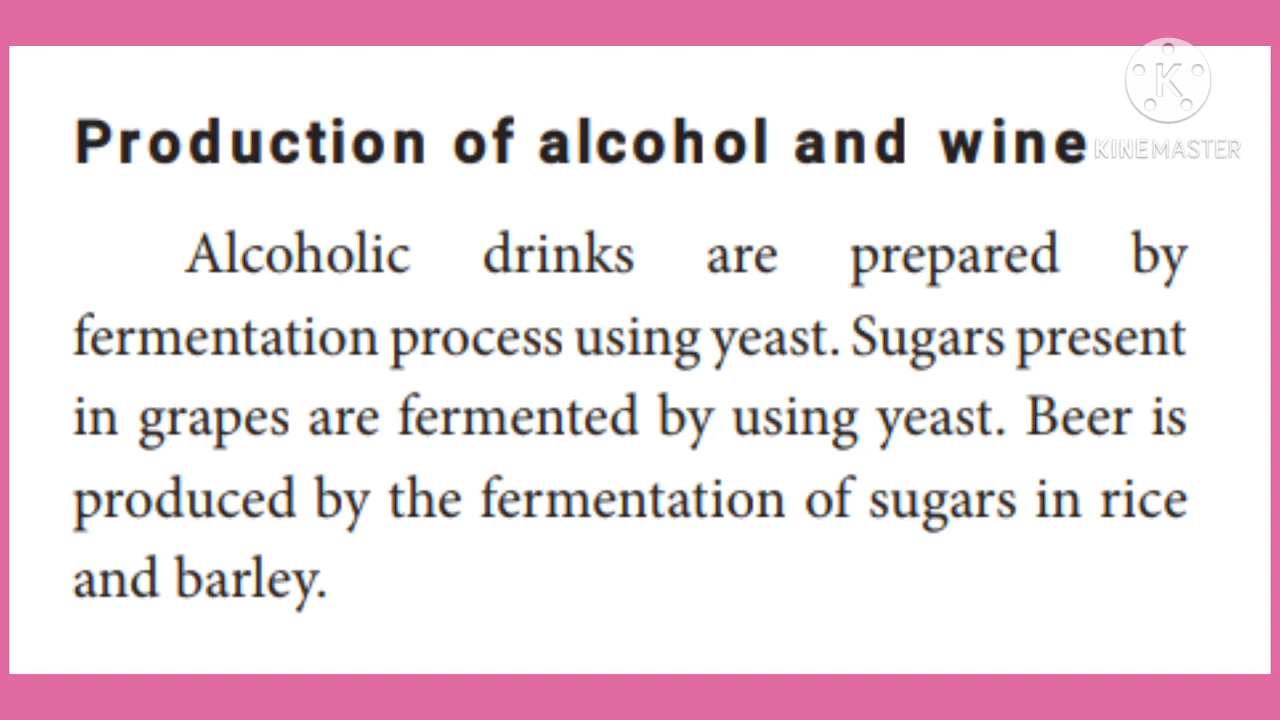 Production of alcohol and wine
K
KINEMASTER
Alcoholic drinks are prepared by
fermentation process using yeast. Sugars present
in grapes are fermented by using yeast. Beer is
produced by the fermentation of sugars in rice
and barley.